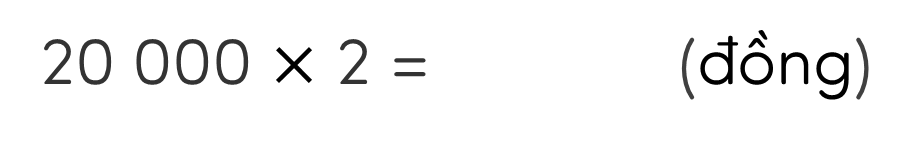 20 000 × 2 = (đồng)